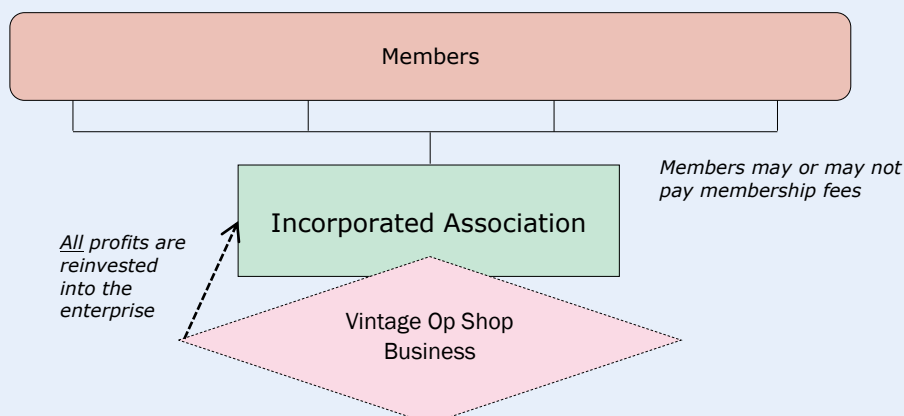 Members
Members may or may not
pay membership fees
Incorporated Association
All profits are
reinvested
into the
enterprise
Vintage Op Shop
Business